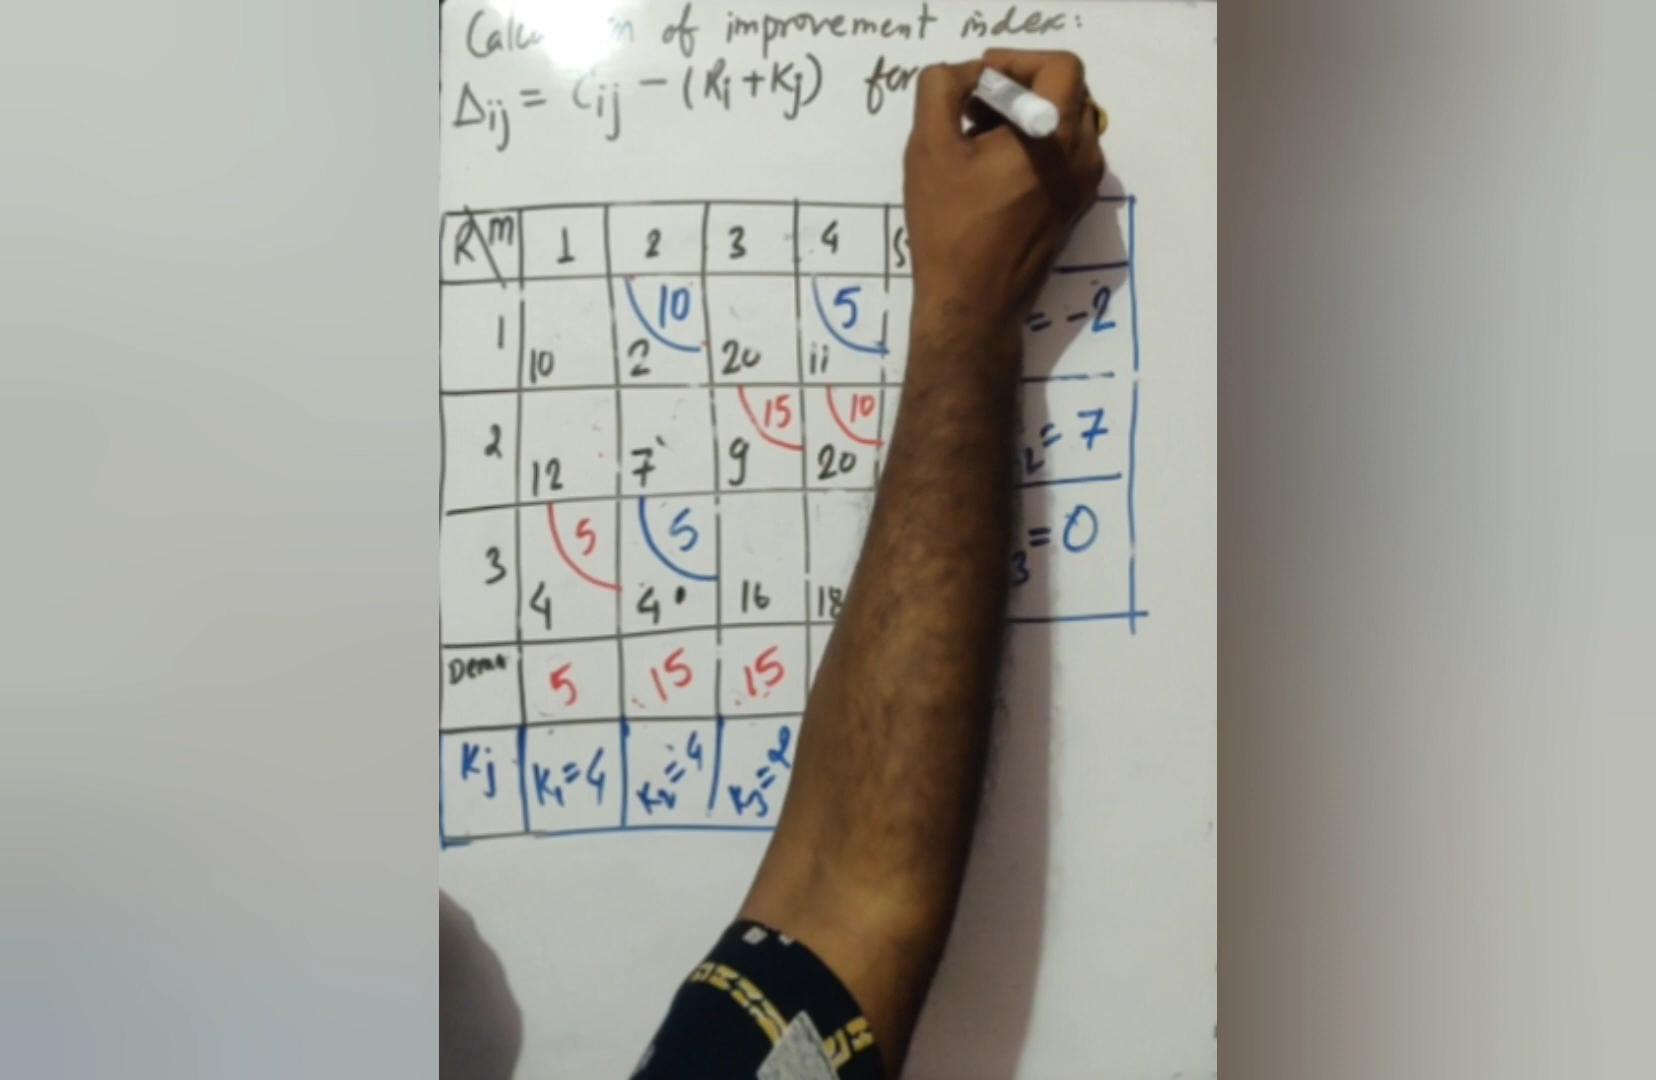 of improvement index:
Δij = Cij - (Ri + Kj) for
R m 1 2 3 4
1 10 10 2 20 5 11 = -2
2 12 7 15 9 10 20 2 = 7
3 5 4 5 4 16 18 3 = 0
5 15 15
Kj K1 = 4 K2 = 4 K3 = 2